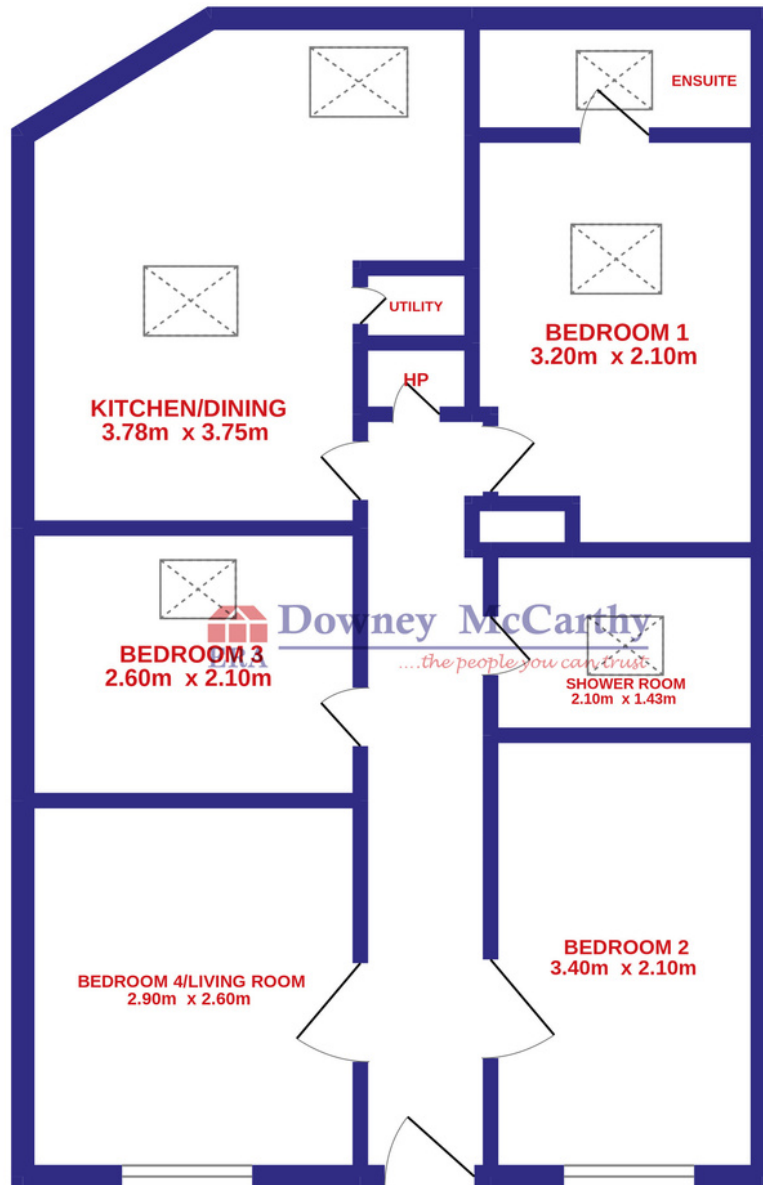 ENSUITE
UTILITY
BEDROOM 1
3.20m x 2.10m
HP
KITCHEN/DINING
3.78m x 3.75m
Downey McCarthy
ERA
....the people you can trust
BEDROOM 3
2.60m x 2.10m
SHOWER ROOM
2.10m x 1.43m
BEDROOM 2
3.40m x 2.10m
BEDROOM 4/LIVING ROOM
2.90m x 2.60m